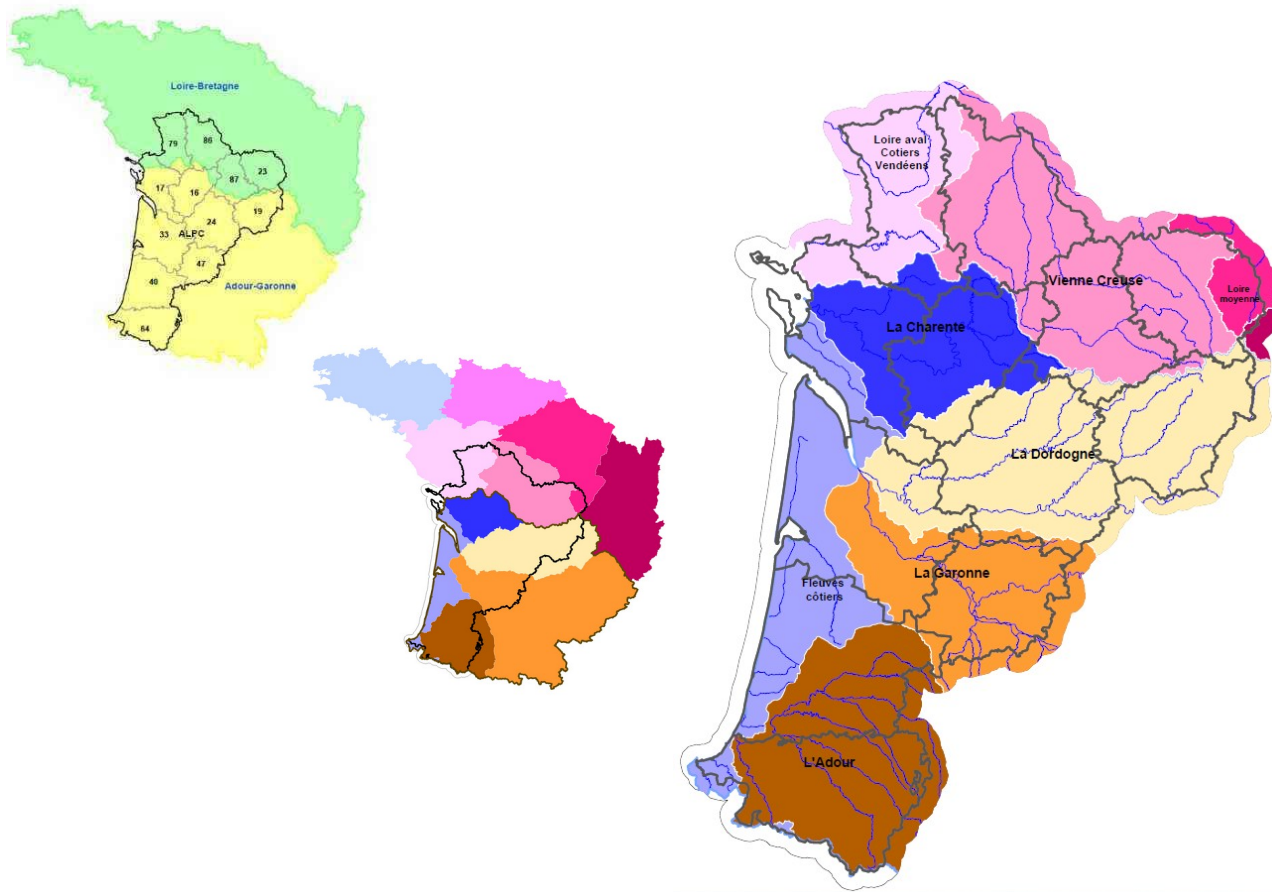 Loire-Bretagne
79
86
87
23
17
16
19
24
33
ALPC
47
40
Adour-Garonne
64
Loire aval
Cotiers
Vendéens
Vienne Creuse
Loire
moyenne
La Charente
La Dordogne
La Garonne
Fleuves
côtiers
L'Adour